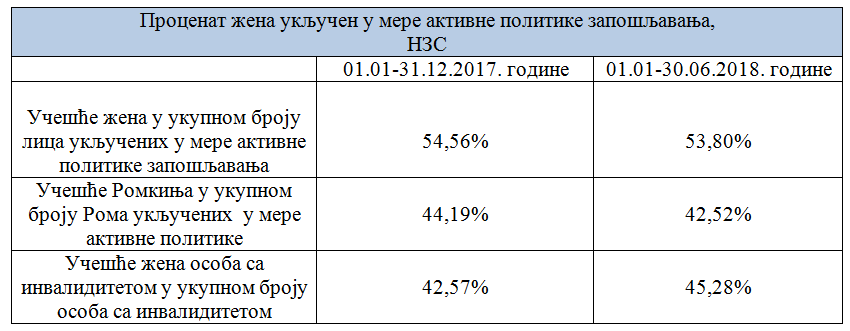 Проценат жена укључен у мере активне политике запошљавања,
НЗС
01.01-31.12.2017. године
01.01-30.06.2018. године
Учешће жена у укупном броју
лица укључених у мере активне
политике запошљавања
54,56%
53,80%
Учешће Ромкиња у укупном
броју Рома укључених у мере
активне политике
44,19%
42,52%
Учешће жена особа са
инвалидитетом у укупном броју
особа са инвалидитетом
42,57%
45,28%